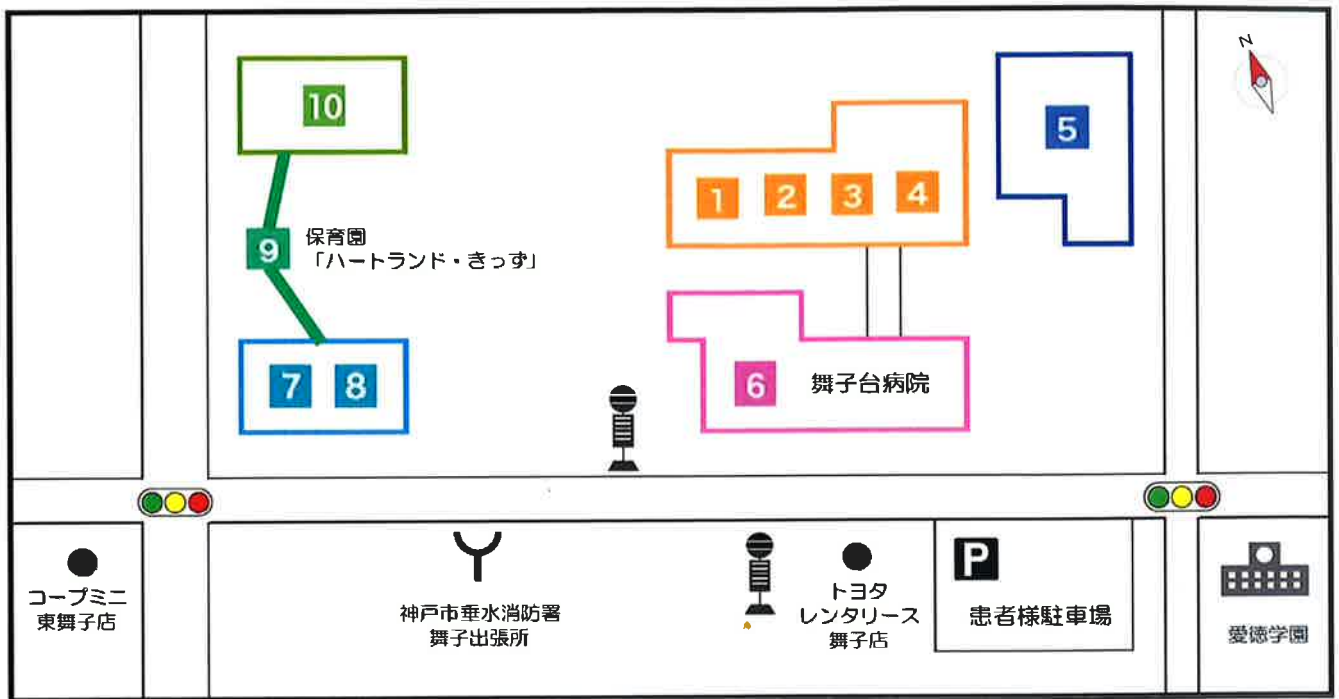 N
10
5
1 2 3 4
9
保育園
「ハートランド・きっず」
7 8
6
舞子台病院
コープミニ
東舞子店
神戸市垂水消防署
舞子出張所
トヨタ
レンタリース
舞子店
P
患者様駐車場
愛徳学園